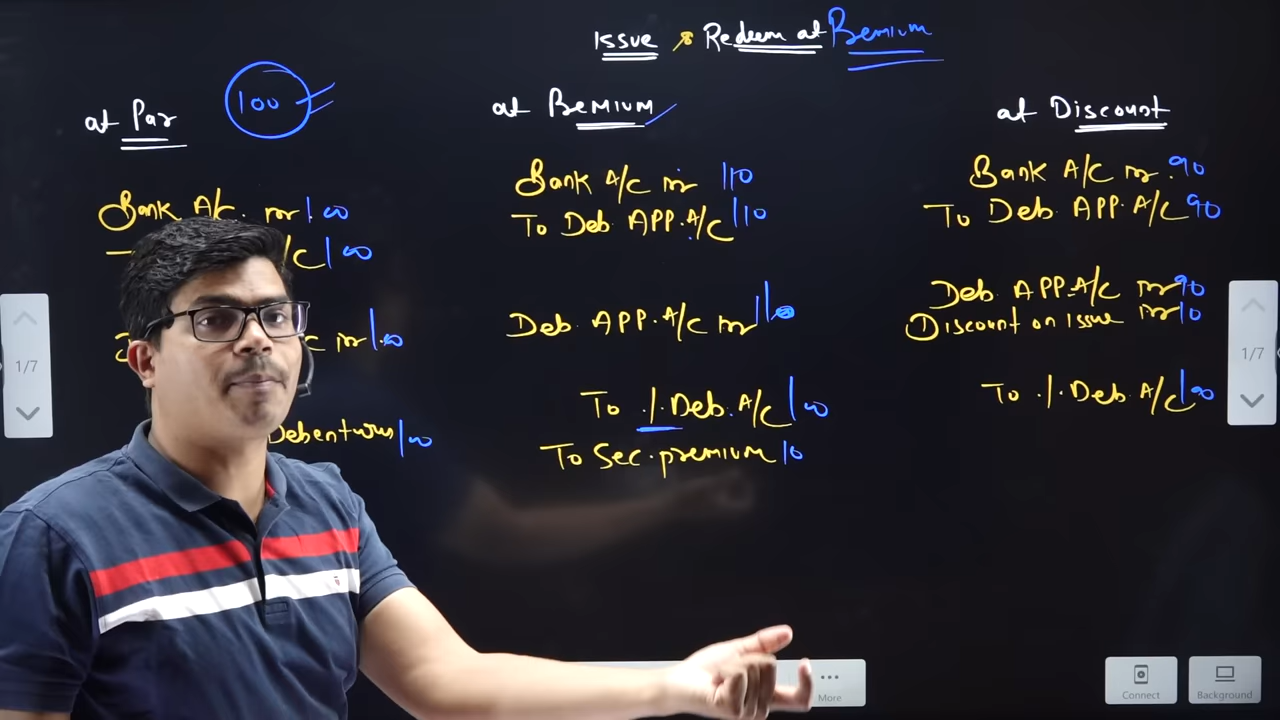 Issue & Redeem at Premium
at Par 100
Bank A/C. Dr 100
A/C 100
Dr 100
Debentures 100
at Premium
Bank A/C Dr 110
To Deb. APP. A/C 110
Deb. APP. A/C Dr 110
To ./. Deb. A/C 100
To Sec. premium 10
at Discount
Bank A/C Dr. 90
To Deb. APP. A/C 90
Deb. APP. A/C Dr 90
Discount on Issue Dr 10
To ./. Deb. A/C 100
1/7
1/7
More
Connect
Background